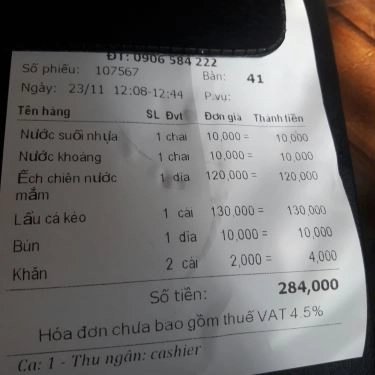 ĐT: 0906 584 222
Số phiếu: 107567 Bàn: 41
Ngày: 23/11 12:08-12:44 P.vụ:
Tên hàng SL Đvt Đơn giá Thành tiền
Nước suối nhựa 1 chai 10,000 = 10,000
Nước khoáng 1 chai 10,000 = 10,000
Ếch chiên nước 1 dĩa 120,000 = 120,000
mắm
Lẩu cá kèo 1 cái 130,000 = 130,000
Bún 1 dĩa 10,000 = 10,000
Khăn 2 cái 2,000 = 4,000
Số tiền: 284,000
Hóa đơn chưa bao gồm thuế VAT 4.5%
Ca: 1 - Thu ngân: cashier